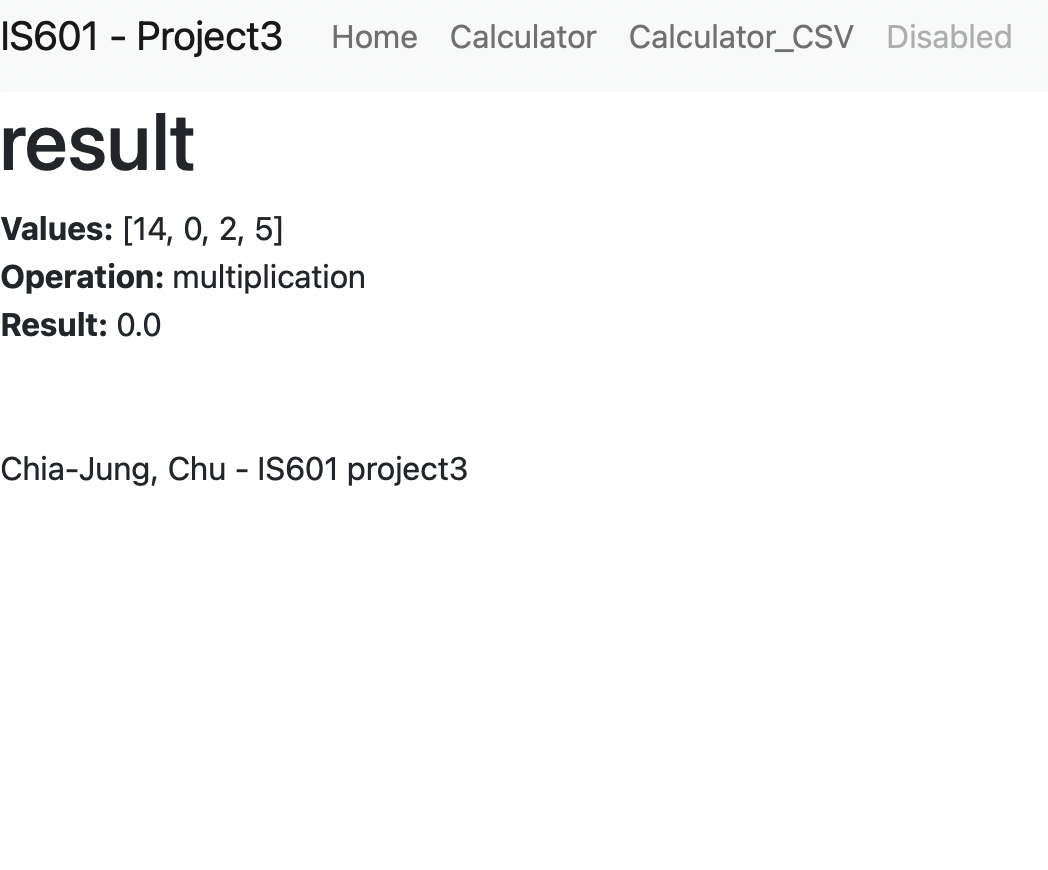 IS601 - Project3 Home Calculator Calculator_CSV Disabled
result
Values: [14, 0, 2, 5]
Operation: multiplication
Result: 0.0
Chia-Jung, Chu - IS601 project3